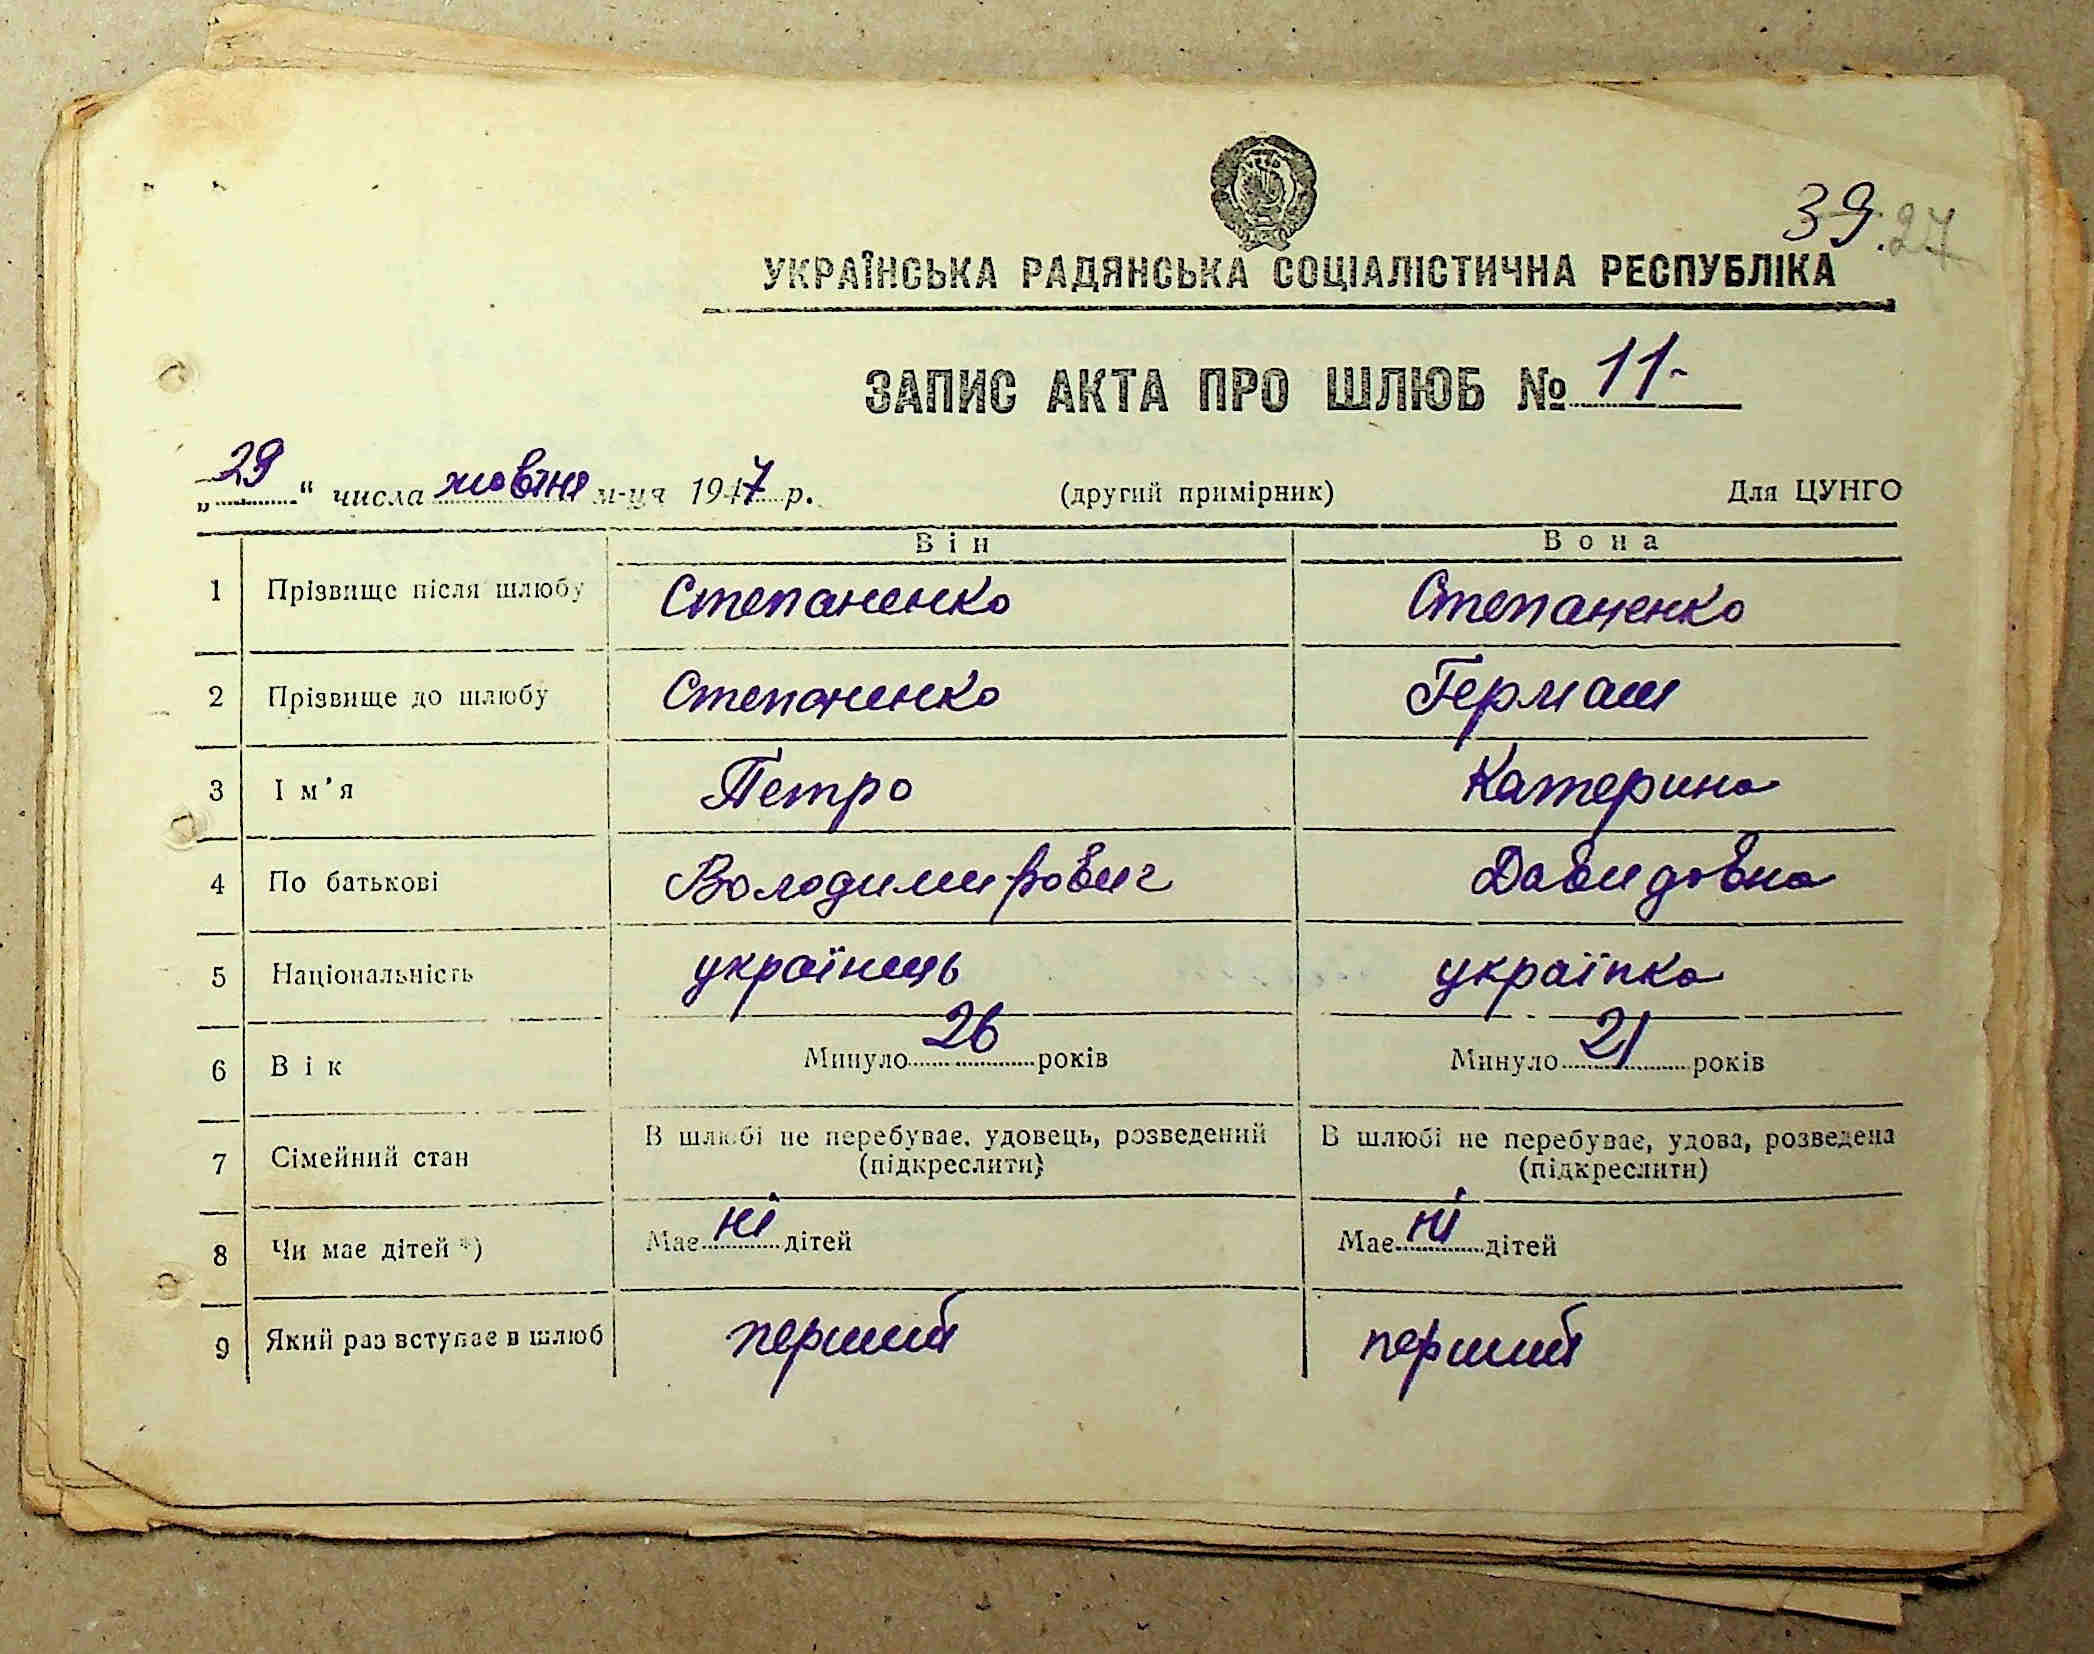 39. 27
УКРАЇНСЬКА РАДЯНСЬКА СОЦІАЛІСТИЧНА РЕСПУБЛІКА
ЗАПИС АКТА ПРО ШЛЮБ № 11-
„29“ числа жовтня м-ця 1947 р. (другий примірник) Для ЦУНГО
Він Вона
1 Прізвище після шлюбу Степаненко Степаненко
2 Прізвище до шлюбу Степаненко Гермаш
3 Ім'я Петро Катерина
4 По батькові Володимирович Давидовна
5 Національність українець українка
6 Вік Минуло 26 років Минуло 21 років
7 Сімейний стан В шлюбі не перебуває, удовець, розведений (підкреслити) В шлюбі не перебуває, удова, розведена (підкреслити)
8 Чи має дітей *) Має ні дітей Має ні дітей
9 Який раз вступає в шлюб перший перший